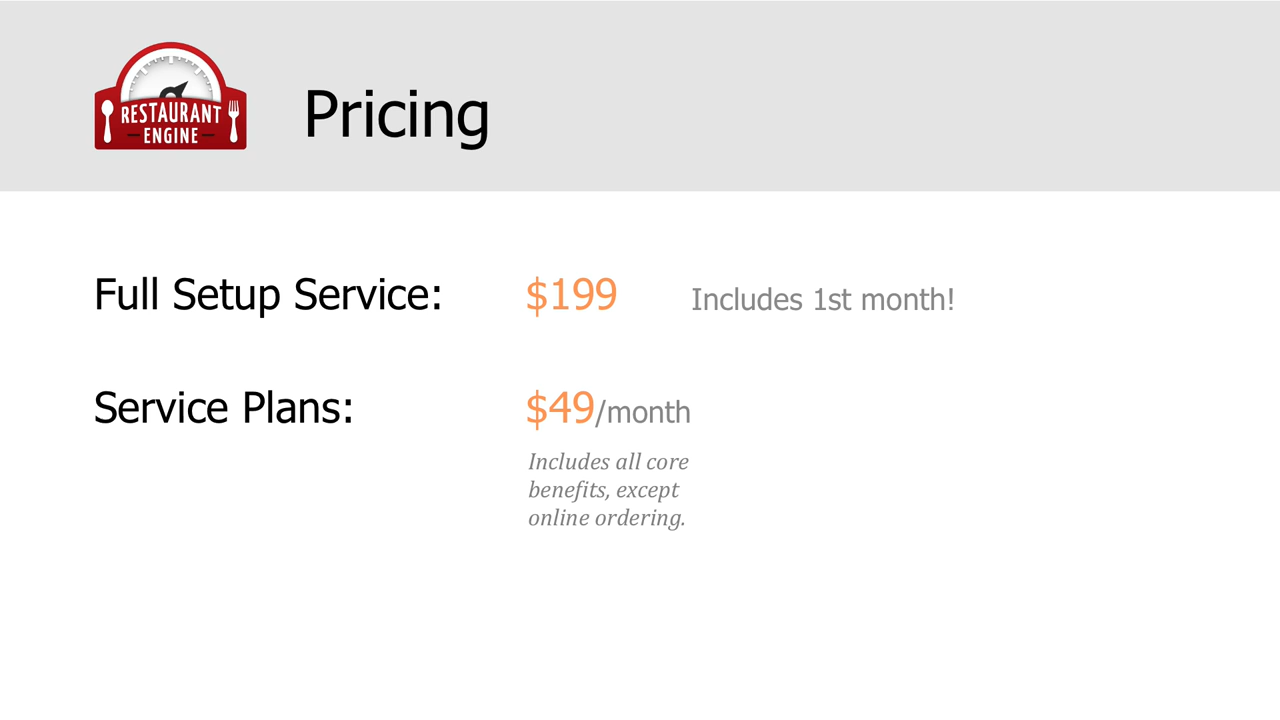 RESTAURANT
ENGINE
Pricing
Full Setup Service: $199 Includes 1st month!
Service Plans: $49/month
Includes all core
benefits, except
online ordering.